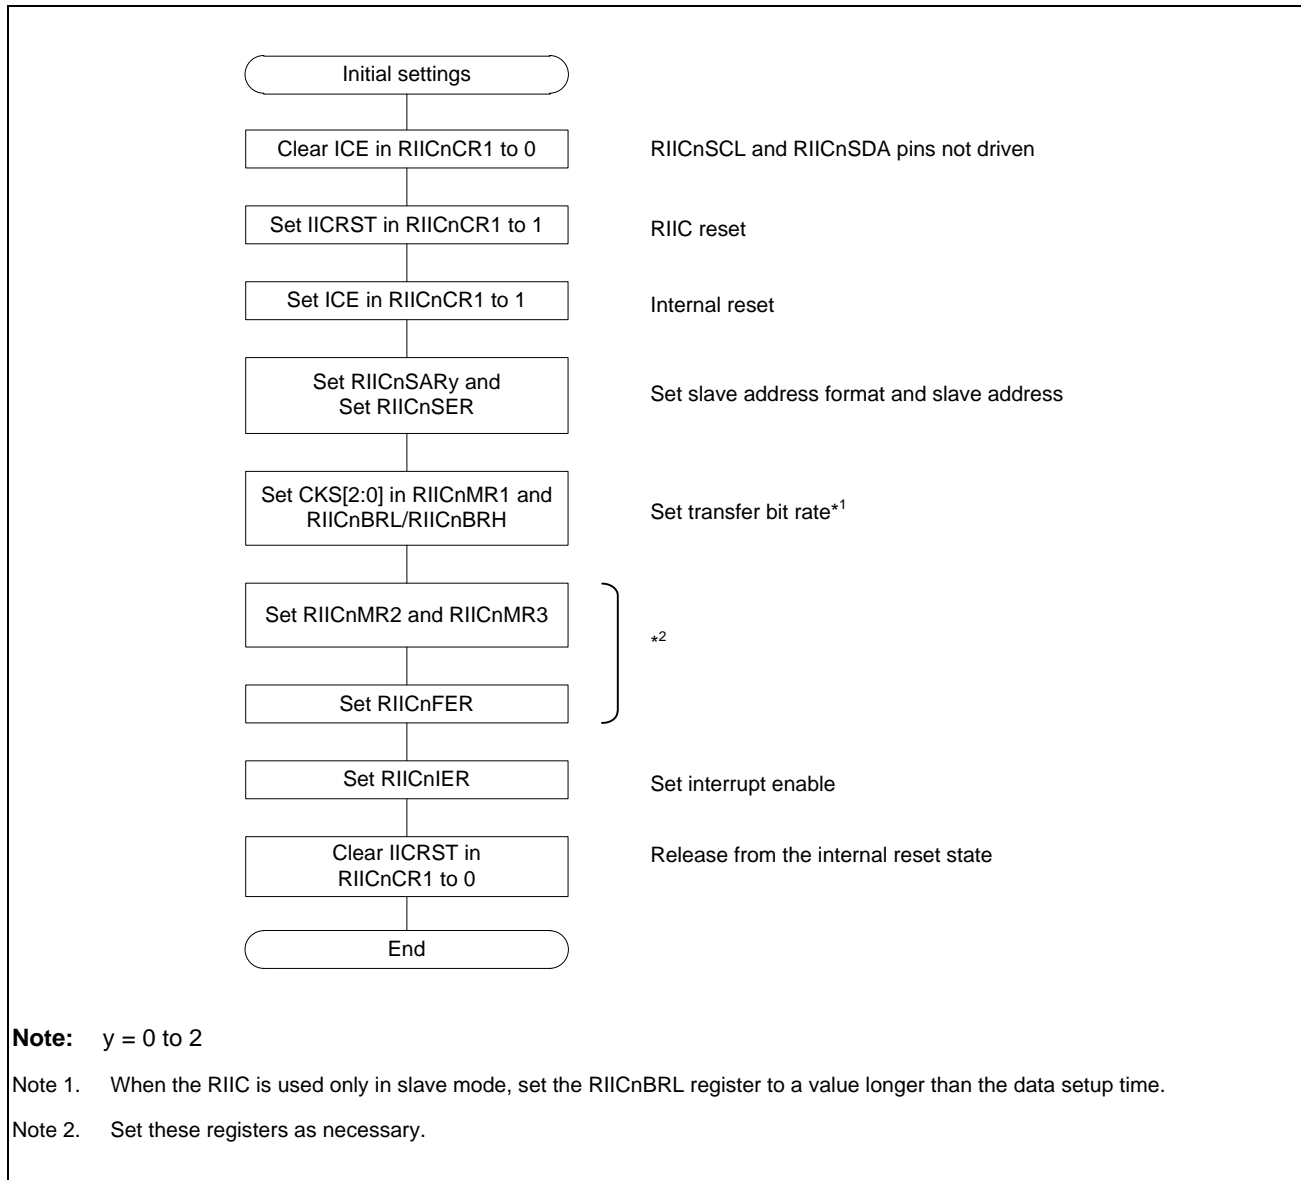 Initial settings
Clear ICE in RIICnCR1 to 0
RIICnSCL and RIICnSDA pins not driven
Set IICRST in RIICnCR1 to 1
RIIC reset
Set ICE in RIICnCR1 to 1
Internal reset
Set RIICnSARy and
Set RIICnSER
Set slave address format and slave address
Set CKS[2:0] in RIICnMR1 and
RIICnBRL/RIICnBRH
Set transfer bit rate*1
Set RIICnMR2 and RIICnMR3
*2
Set RIICnFER
Set RIICnIER
Set interrupt enable
Clear IICRST in
RIICnCR1 to 0
Release from the internal reset state
End
Note: y = 0 to 2
Note 1. When the RIIC is used only in slave mode, set the RIICnBRL register to a value longer than the data setup time.
Note 2. Set these registers as necessary.